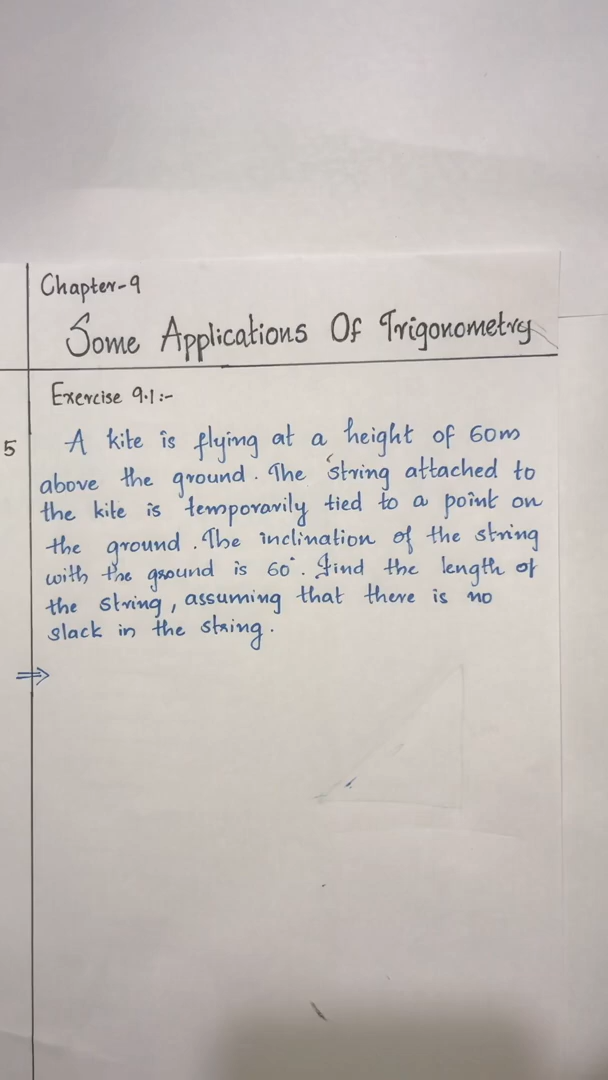 Chapter-9
Some Applications Of Trigonometry
Exercise 9.1:-
5 A kite is flying at a height of 60m
above the ground. The string attached to
the kite is temporarily tied to a point on
the ground. The inclination of the string
with the ground is 60°. Find the length of
the string, assuming that there is no
slack in the string.
⇒